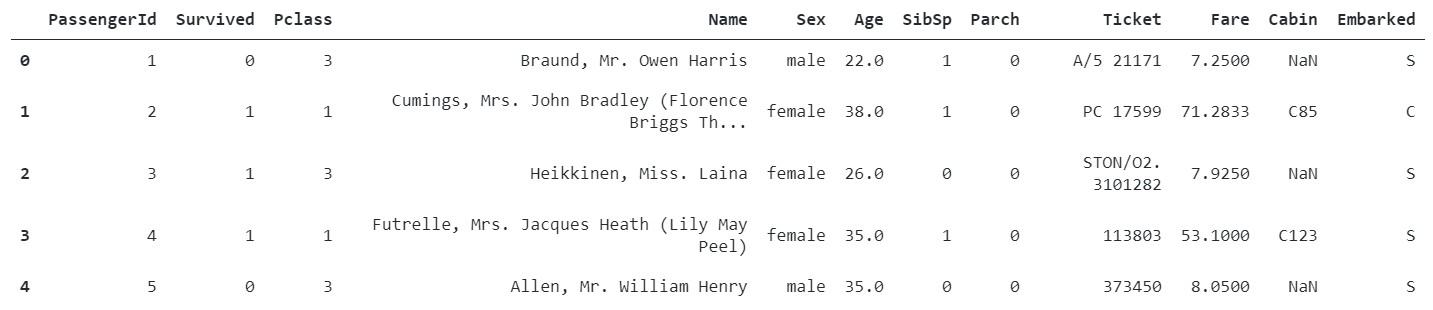 PassengerId Survived Pclass Name Sex Age SibSp Parch Ticket Fare Cabin Embarked
0 1 0 3 Braund, Mr. Owen Harris male 22.0 1 0 A/5 21171 7.2500 NaN S
1 2 1 1 Cumings, Mrs. John Bradley (Florence Briggs Th... female 38.0 1 0 PC 17599 71.2833 C85 C
2 3 1 3 Heikkinen, Miss. Laina female 26.0 0 0 STON/O2. 3101282 7.9250 NaN S
3 4 1 1 Futrelle, Mrs. Jacques Heath (Lily May Peel) female 35.0 1 0 113803 53.1000 C123 S
4 5 0 3 Allen, Mr. William Henry male 35.0 0 0 373450 8.0500 NaN S